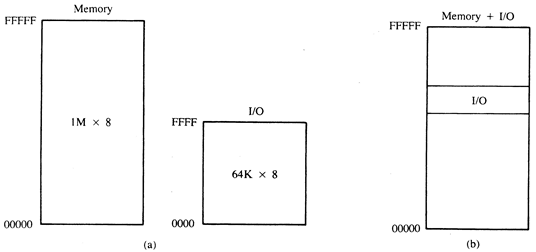 Memory
FFFFF
1M × 8
00000
I/O
FFFF
64K × 8
0000
(a)
Memory + I/O
FFFFF
I/O
00000
(b)